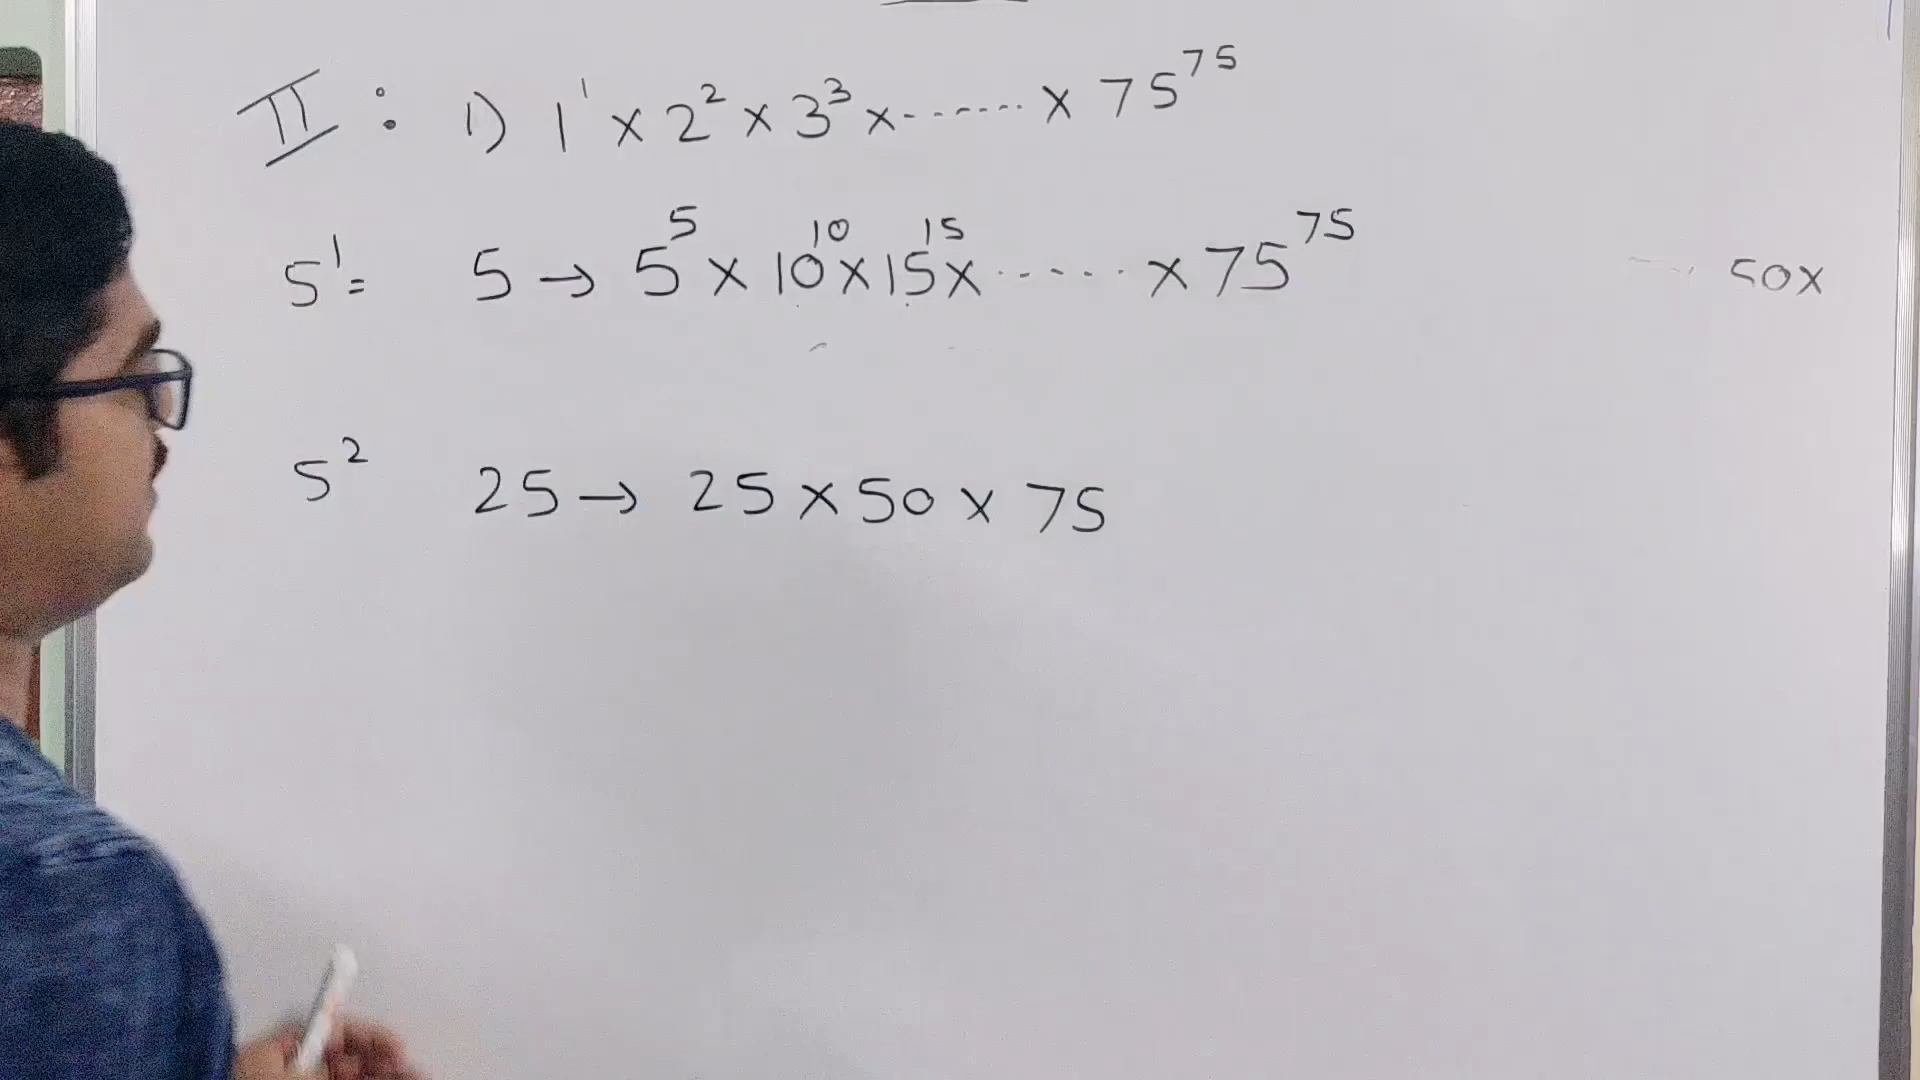 II : 1) 1¹ x 2² x 3³ x ------- x 75⁷⁵
5¹ = 5 → 5⁵ x 10¹⁰ x 15¹⁵ x ------ x 75⁷⁵ 50x
5² 25 → 25 x 50 x 75